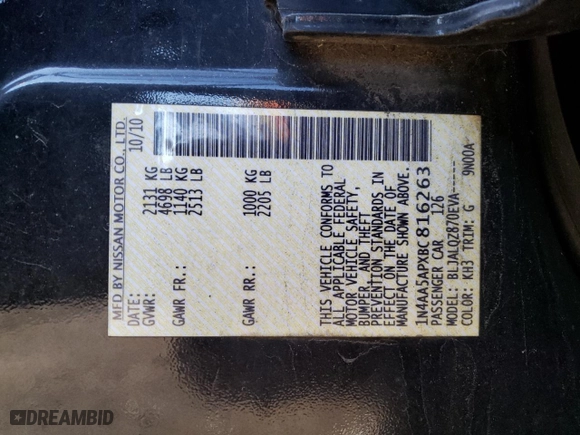 MFD BY NISSAN MOTOR CO., LTD.
DATE: 10/10
GVWR: 2131 KG
4698 LB
GAWR FR: 1140 KG
2513 LB
GAWR RR: 1000 KG
2205 LB
THIS VEHICLE CONFORMS TO
ALL APPLICABLE FEDERAL
MOTOR VEHICLE SAFETY,
BUMPER, AND THEFT
PREVENTION STANDARDS IN
EFFECT ON THE DATE OF
MANUFACTURE SHOWN ABOVE.
1N4AA5APXBC816263
PASSENGER CAR 126
MODEL: BLJALQZ870EVA-----
COLOR: KH3 TRIM: G 9N00A
DREAMBID